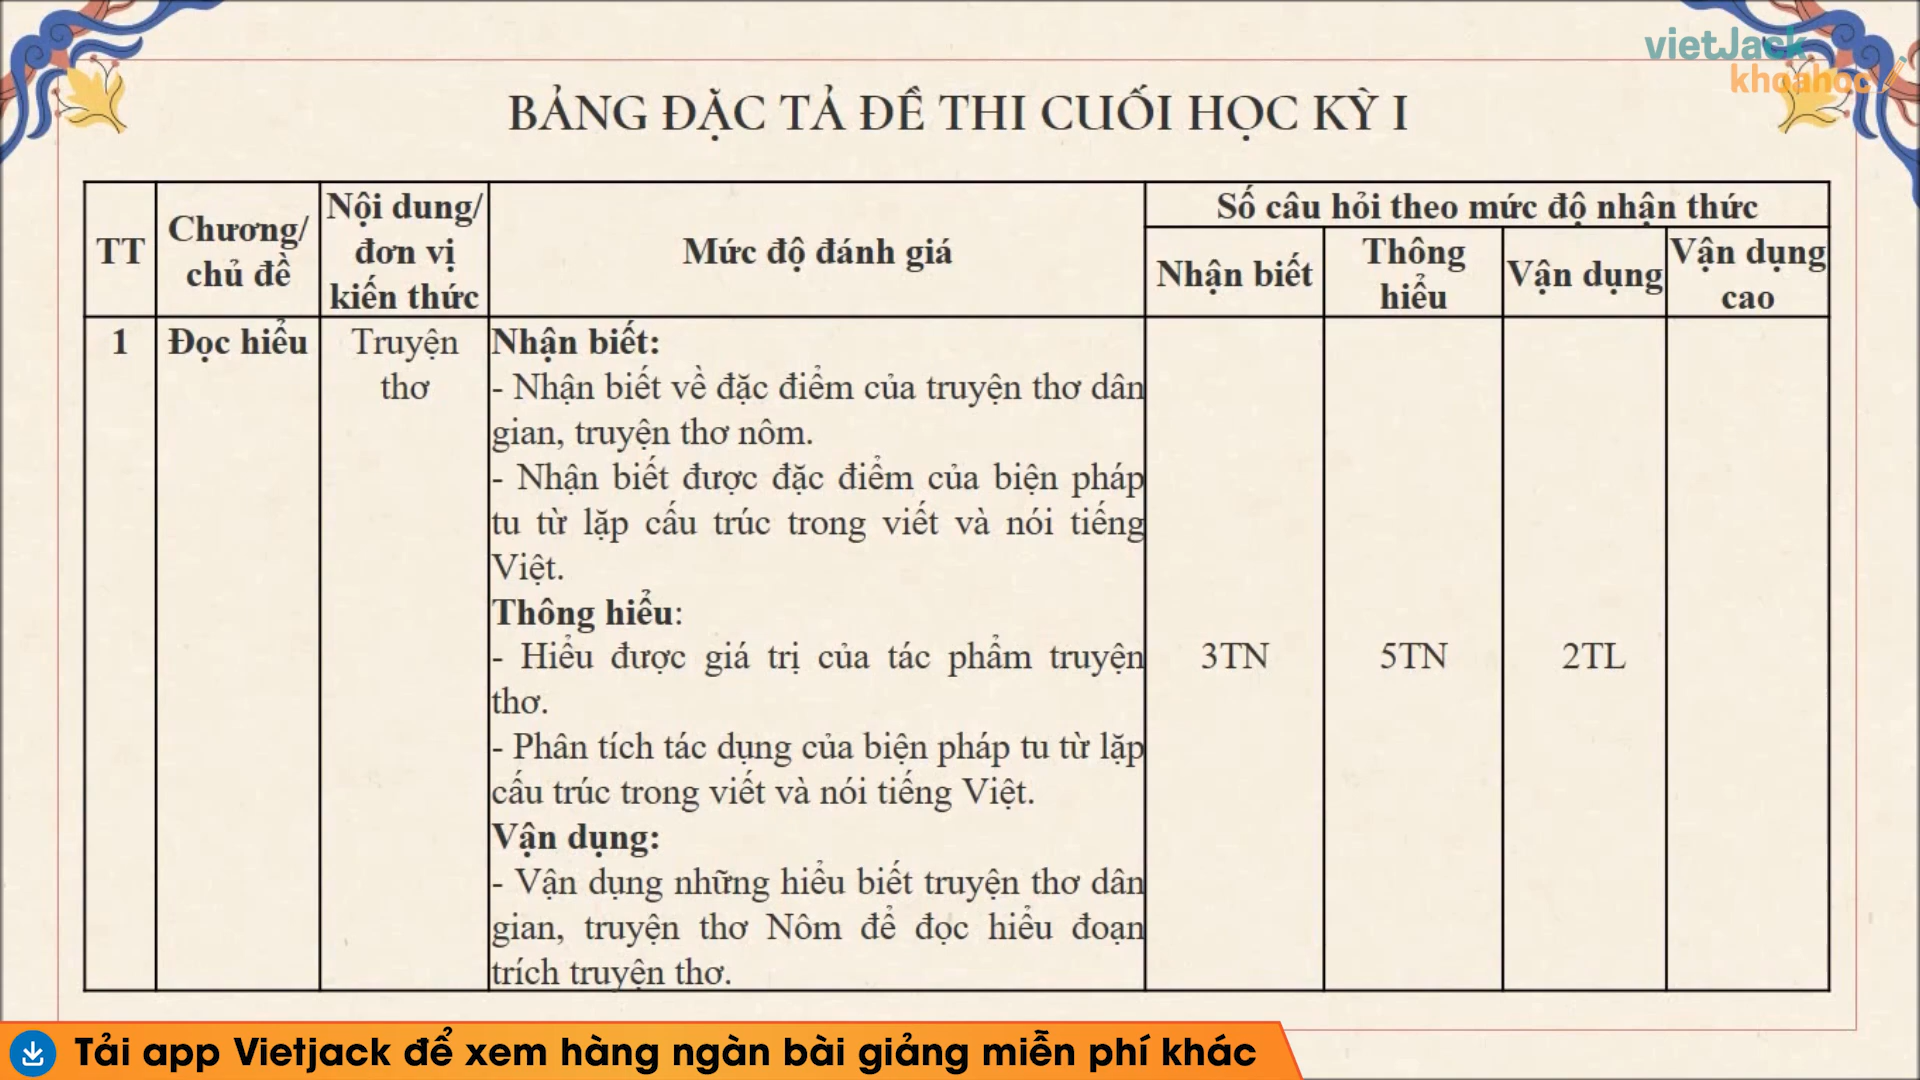 vietJack
khoahoc
BẢNG ĐẶC TẢ ĐỀ THI CUỐI HỌC KỲ I
TT
Chương/
chủ đề
Nội dung/
đơn vị
kiến thức
Mức độ đánh giá
Số câu hỏi theo mức độ nhận thức
Nhận biết
Thông
hiểu
Vận dụng
Vận dụng
cao
1
Đọc hiểu
Truyện
thơ
Nhận biết:
- Nhận biết về đặc điểm của truyện thơ dân
gian, truyện thơ nôm.
- Nhận biết được đặc điểm của biện pháp
tu từ lặp cấu trúc trong viết và nói tiếng
Việt.
Thông hiểu:
- Hiểu được giá trị của tác phẩm truyện
thơ.
- Phân tích tác dụng của biện pháp tu từ lặp
cấu trúc trong viết và nói tiếng Việt.
Vận dụng:
- Vận dụng những hiểu biết truyện thơ dân
gian, truyện thơ Nôm để đọc hiểu đoạn
trích truyện thơ.
3TN
5TN
2TL
Tải app Vietjack để xem hàng ngàn bài giảng miễn phí khác